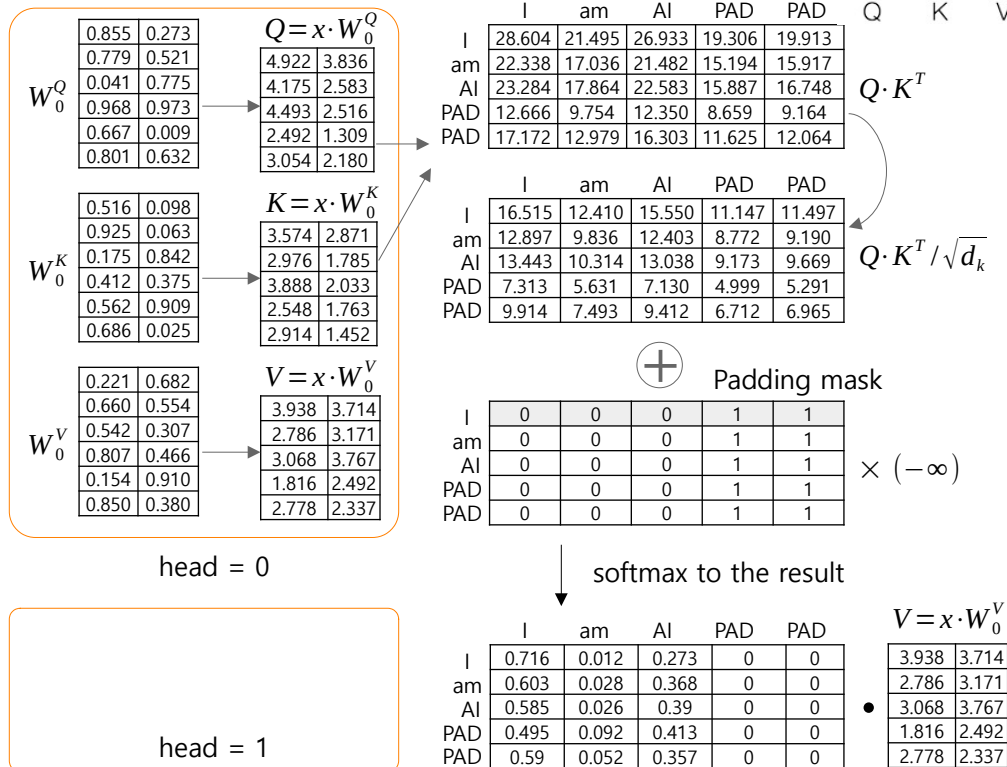 Q = x·W₀^Q
W₀^Q
0.855 0.273
0.779 0.521
0.041 0.775
0.968 0.973
0.667 0.009
0.801 0.632
4.922 3.836
4.175 2.583
4.493 2.516
2.492 1.309
3.054 2.180
K = x·W₀^K
W₀^K
0.516 0.098
0.925 0.063
0.175 0.842
0.412 0.375
0.562 0.909
0.686 0.025
3.574 2.871
2.976 1.785
3.888 2.033
2.548 1.763
2.914 1.452
V = x·W₀^V
W₀^V
0.221 0.682
0.660 0.554
0.542 0.307
0.807 0.466
0.154 0.910
0.850 0.380
3.938 3.714
2.786 3.171
3.068 3.767
1.816 2.492
2.778 2.337
head = 0
head = 1
Q K V
I am AI PAD PAD
I 28.604 21.495 26.933 19.306 19.913
am 22.338 17.036 21.482 15.194 15.917
AI 23.284 17.864 22.583 15.887 16.748
PAD 12.666 9.754 12.350 8.659 9.164
PAD 17.172 12.979 16.303 11.625 12.064
Q·K^T
I am AI PAD PAD
I 16.515 12.410 15.550 11.147 11.497
am 12.897 9.836 12.403 8.772 9.190
AI 13.443 10.314 13.038 9.173 9.669
PAD 7.313 5.631 7.130 4.999 5.291
PAD 9.914 7.493 9.412 6.712 6.965
Q·K^T/√d_k
+
Padding mask
I 0 0 0 1 1
am 0 0 0 1 1
AI 0 0 0 1 1
PAD 0 0 0 1 1
PAD 0 0 0 1 1
× (−∞)
softmax to the result
I am AI PAD PAD
I 0.716 0.012 0.273 0 0
am 0.603 0.028 0.368 0 0
AI 0.585 0.026 0.39 0 0
PAD 0.495 0.092 0.413 0 0
PAD 0.59 0.052 0.357 0 0
•
V = x·W₀^V
3.938 3.714
2.786 3.171
3.068 3.767
1.816 2.492
2.778 2.337